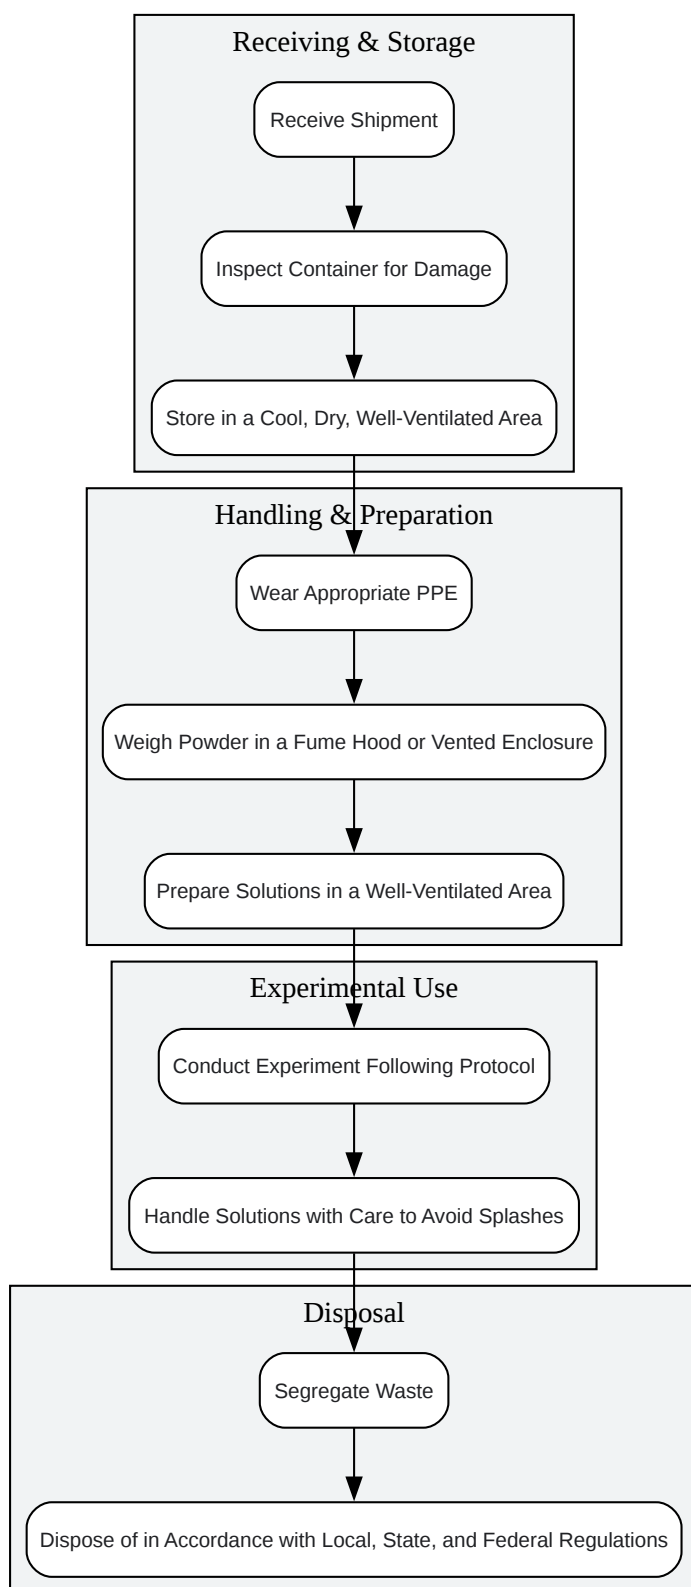 Receiving & Storage
Receive Shipment
Inspect Container for Damage
Store in a Cool, Dry, Well-Ventilated Area
Handling & Preparation
Wear Appropriate PPE
Weigh Powder in a Fume Hood or Vented Enclosure
Prepare Solutions in a Well-Ventilated Area
Experimental Use
Conduct Experiment Following Protocol
Handle Solutions with Care to Avoid Splashes
Disposal
Segregate Waste
Dispose of in Accordance with Local, State, and Federal Regulations